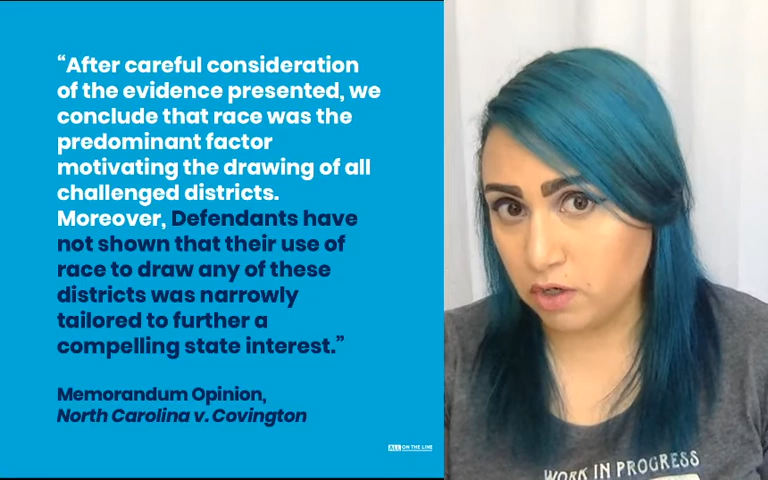 “After careful consideration
of the evidence presented, we
conclude that race was the
predominant factor
motivating the drawing of all
challenged districts.
Moreover, Defendants have
not shown that their use of
race to draw any of these
districts was narrowly
tailored to further a
compelling state interest.”
Memorandum Opinion,
North Carolina v. Covington
ALL ON THE LINE
WORK IN PROGRESS